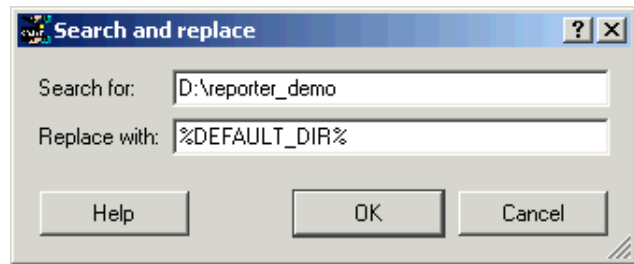 Search and replace
Search for: D:\reporter_demo
Replace with: %DEFAULT_DIR%
Help OK Cancel